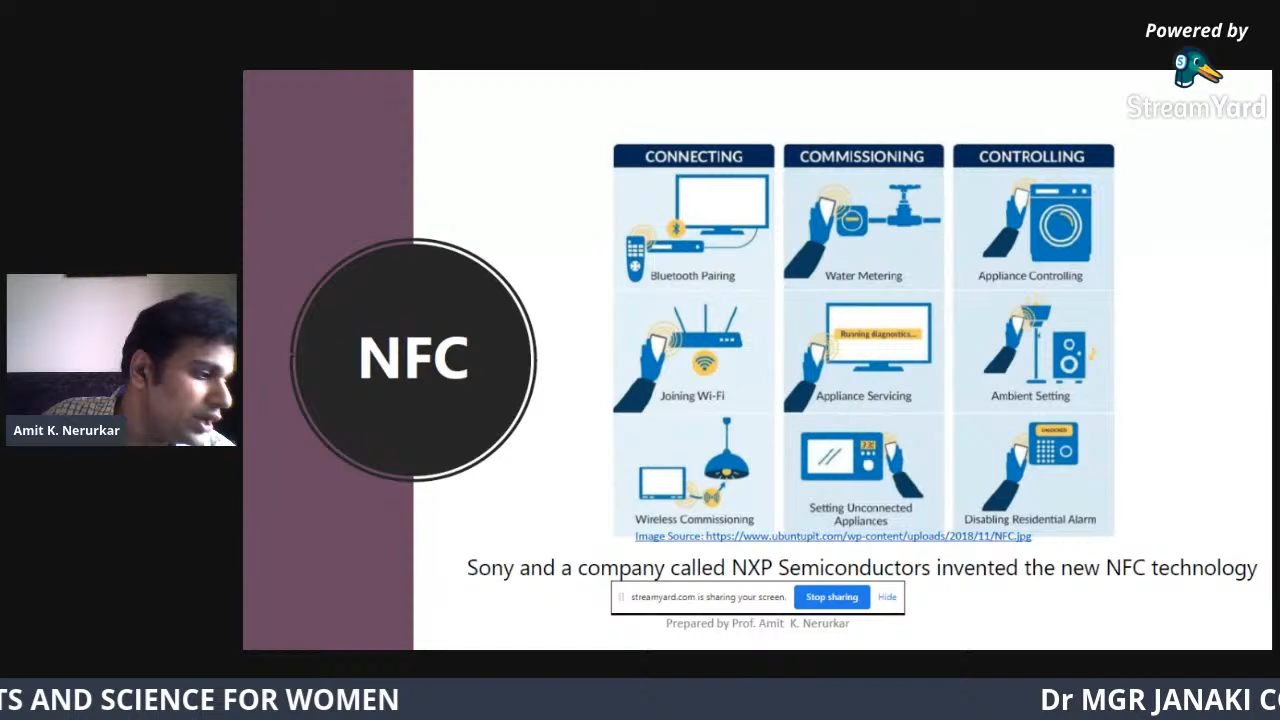 Powered by
StreamYard
CONNECTING
COMMISSIONING
CONTROLLING
Bluetooth Pairing
Water Metering
Appliance Controlling
Running diagnostics...
Joining Wi-Fi
Appliance Servicing
Ambient Setting
Wireless Commissioning
Setting Unconnected
Appliances
Disabling Residential Alarm
NFC
Amit K. Nerurkar
Image Source: https://www.ubuntupit.com/wp-content/uploads/2018/11/NFC.jpg
Sony and a company called NXP Semiconductors invented the new NFC technology
streamyard.com is sharing your screen.
Stop sharing
Hide
Prepared by Prof. Amit K. Nerurkar
TS AND SCIENCE FOR WOMEN
Dr MGR JANAKI